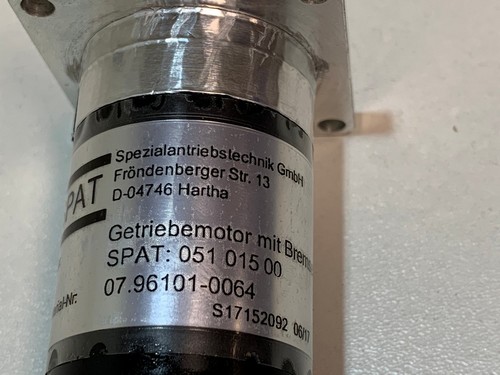 Spezialantriebstechnik GmbH
Fröndenberger Str. 13
D-04746 Hartha
PAT
Getriebemotor mit
SPAT: 051 015 00
07.96101-0064
S17152092 06/17